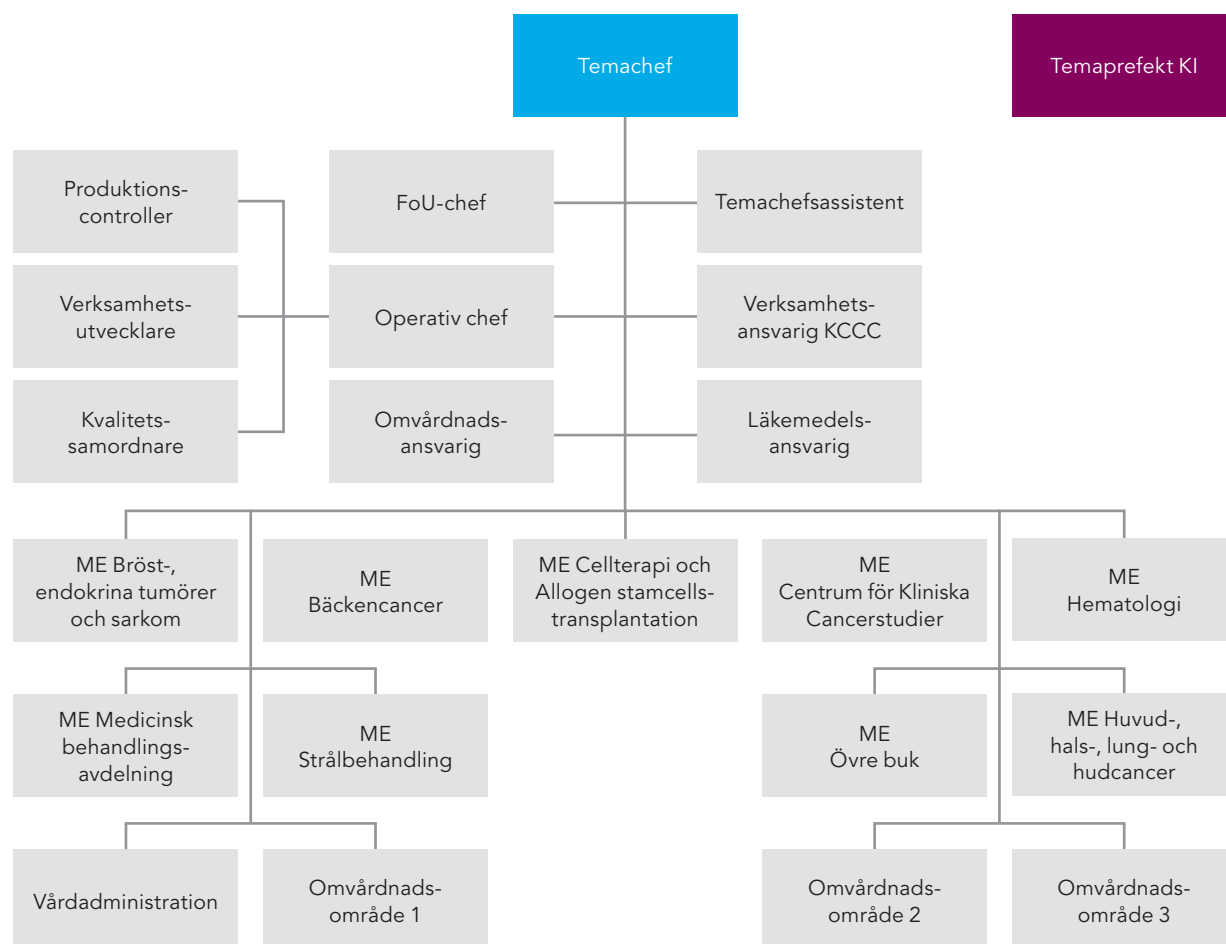 Temachef
Temaprefekt KI
Produktions-
controller
FoU-chef
Temachefsassistent
Verksamhets-
utvecklare
Operativ chef
Verksamhets-
ansvarig KCCC
Kvalitets-
samordnare
Omvårdnads-
ansvarig
Läkemedels-
ansvarig
ME Bröst-,
endokrina tumörer
och sarkom
ME
Bäckencancer
ME Cellterapi och
Allogen stamcells-
transplantation
ME
Centrum för Kliniska
Cancerstudier
ME
Hematologi
ME Medicinsk
behandlings-
avdelning
ME
Strålbehandling
ME
Övre buk
ME Huvud-,
hals-, lung- och
hudcancer
Vårdadministration
Omvårdnads-
område 1
Omvårdnads-
område 2
Omvårdnads-
område 3